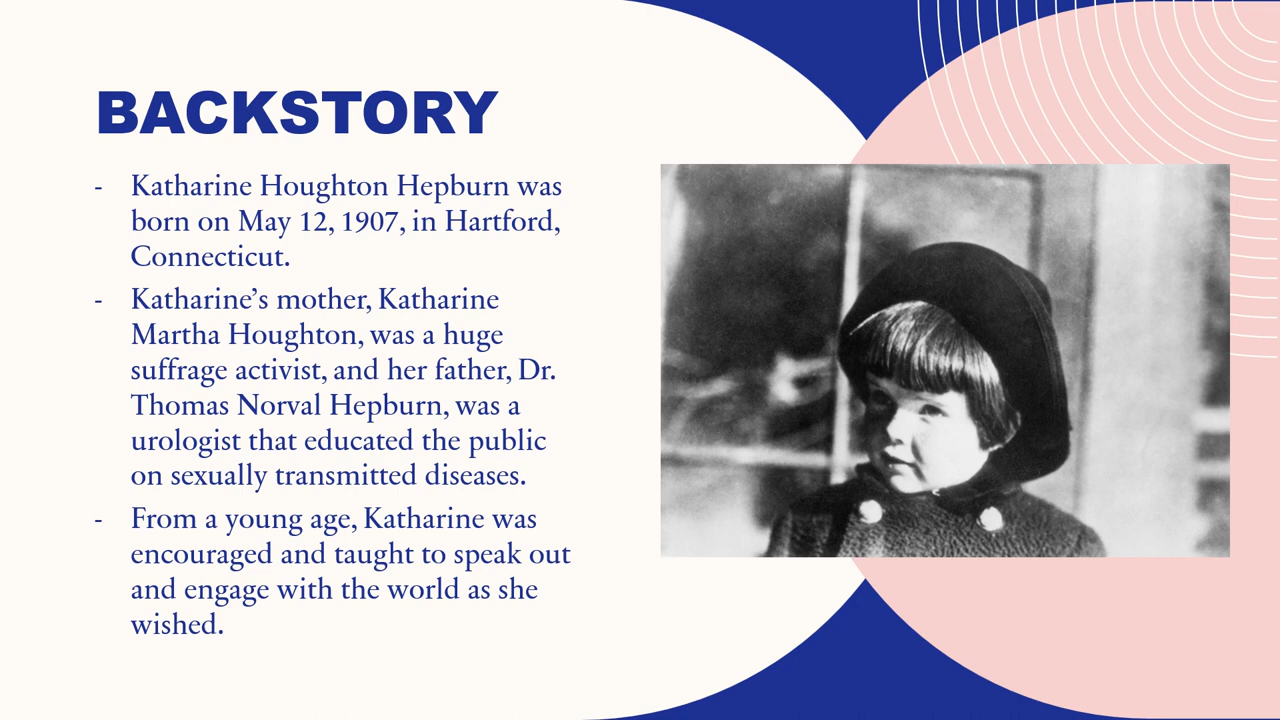 BACKSTORY
- Katharine Houghton Hepburn was
born on May 12, 1907, in Hartford,
Connecticut.
- Katharine’s mother, Katharine
Martha Houghton, was a huge
suffrage activist, and her father, Dr.
Thomas Norval Hepburn, was a
urologist that educated the public
on sexually transmitted diseases.
- From a young age, Katharine was
encouraged and taught to speak out
and engage with the world as she
wished.